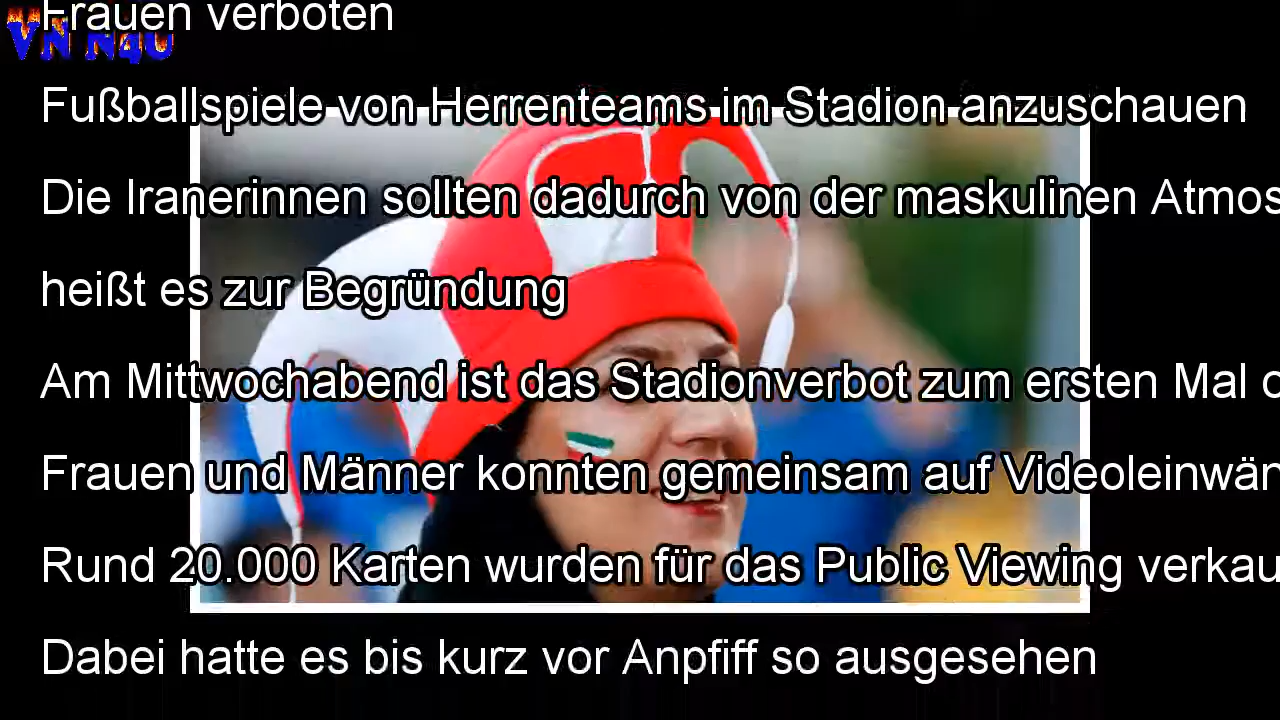 Frauen verboten
VN N4U
Fußballspiele von Herrenteams im Stadion anzuschauen
Die Iranerinnen sollten dadurch von der maskulinen Atmos
heißt es zur Begründung
Am Mittwochabend ist das Stadionverbot zum ersten Mal
Frauen und Männer konnten gemeinsam auf Videoleinwän
Rund 20.000 Karten wurden für das Public Viewing verkau
Dabei hatte es bis kurz vor Anpfiff so ausgesehen